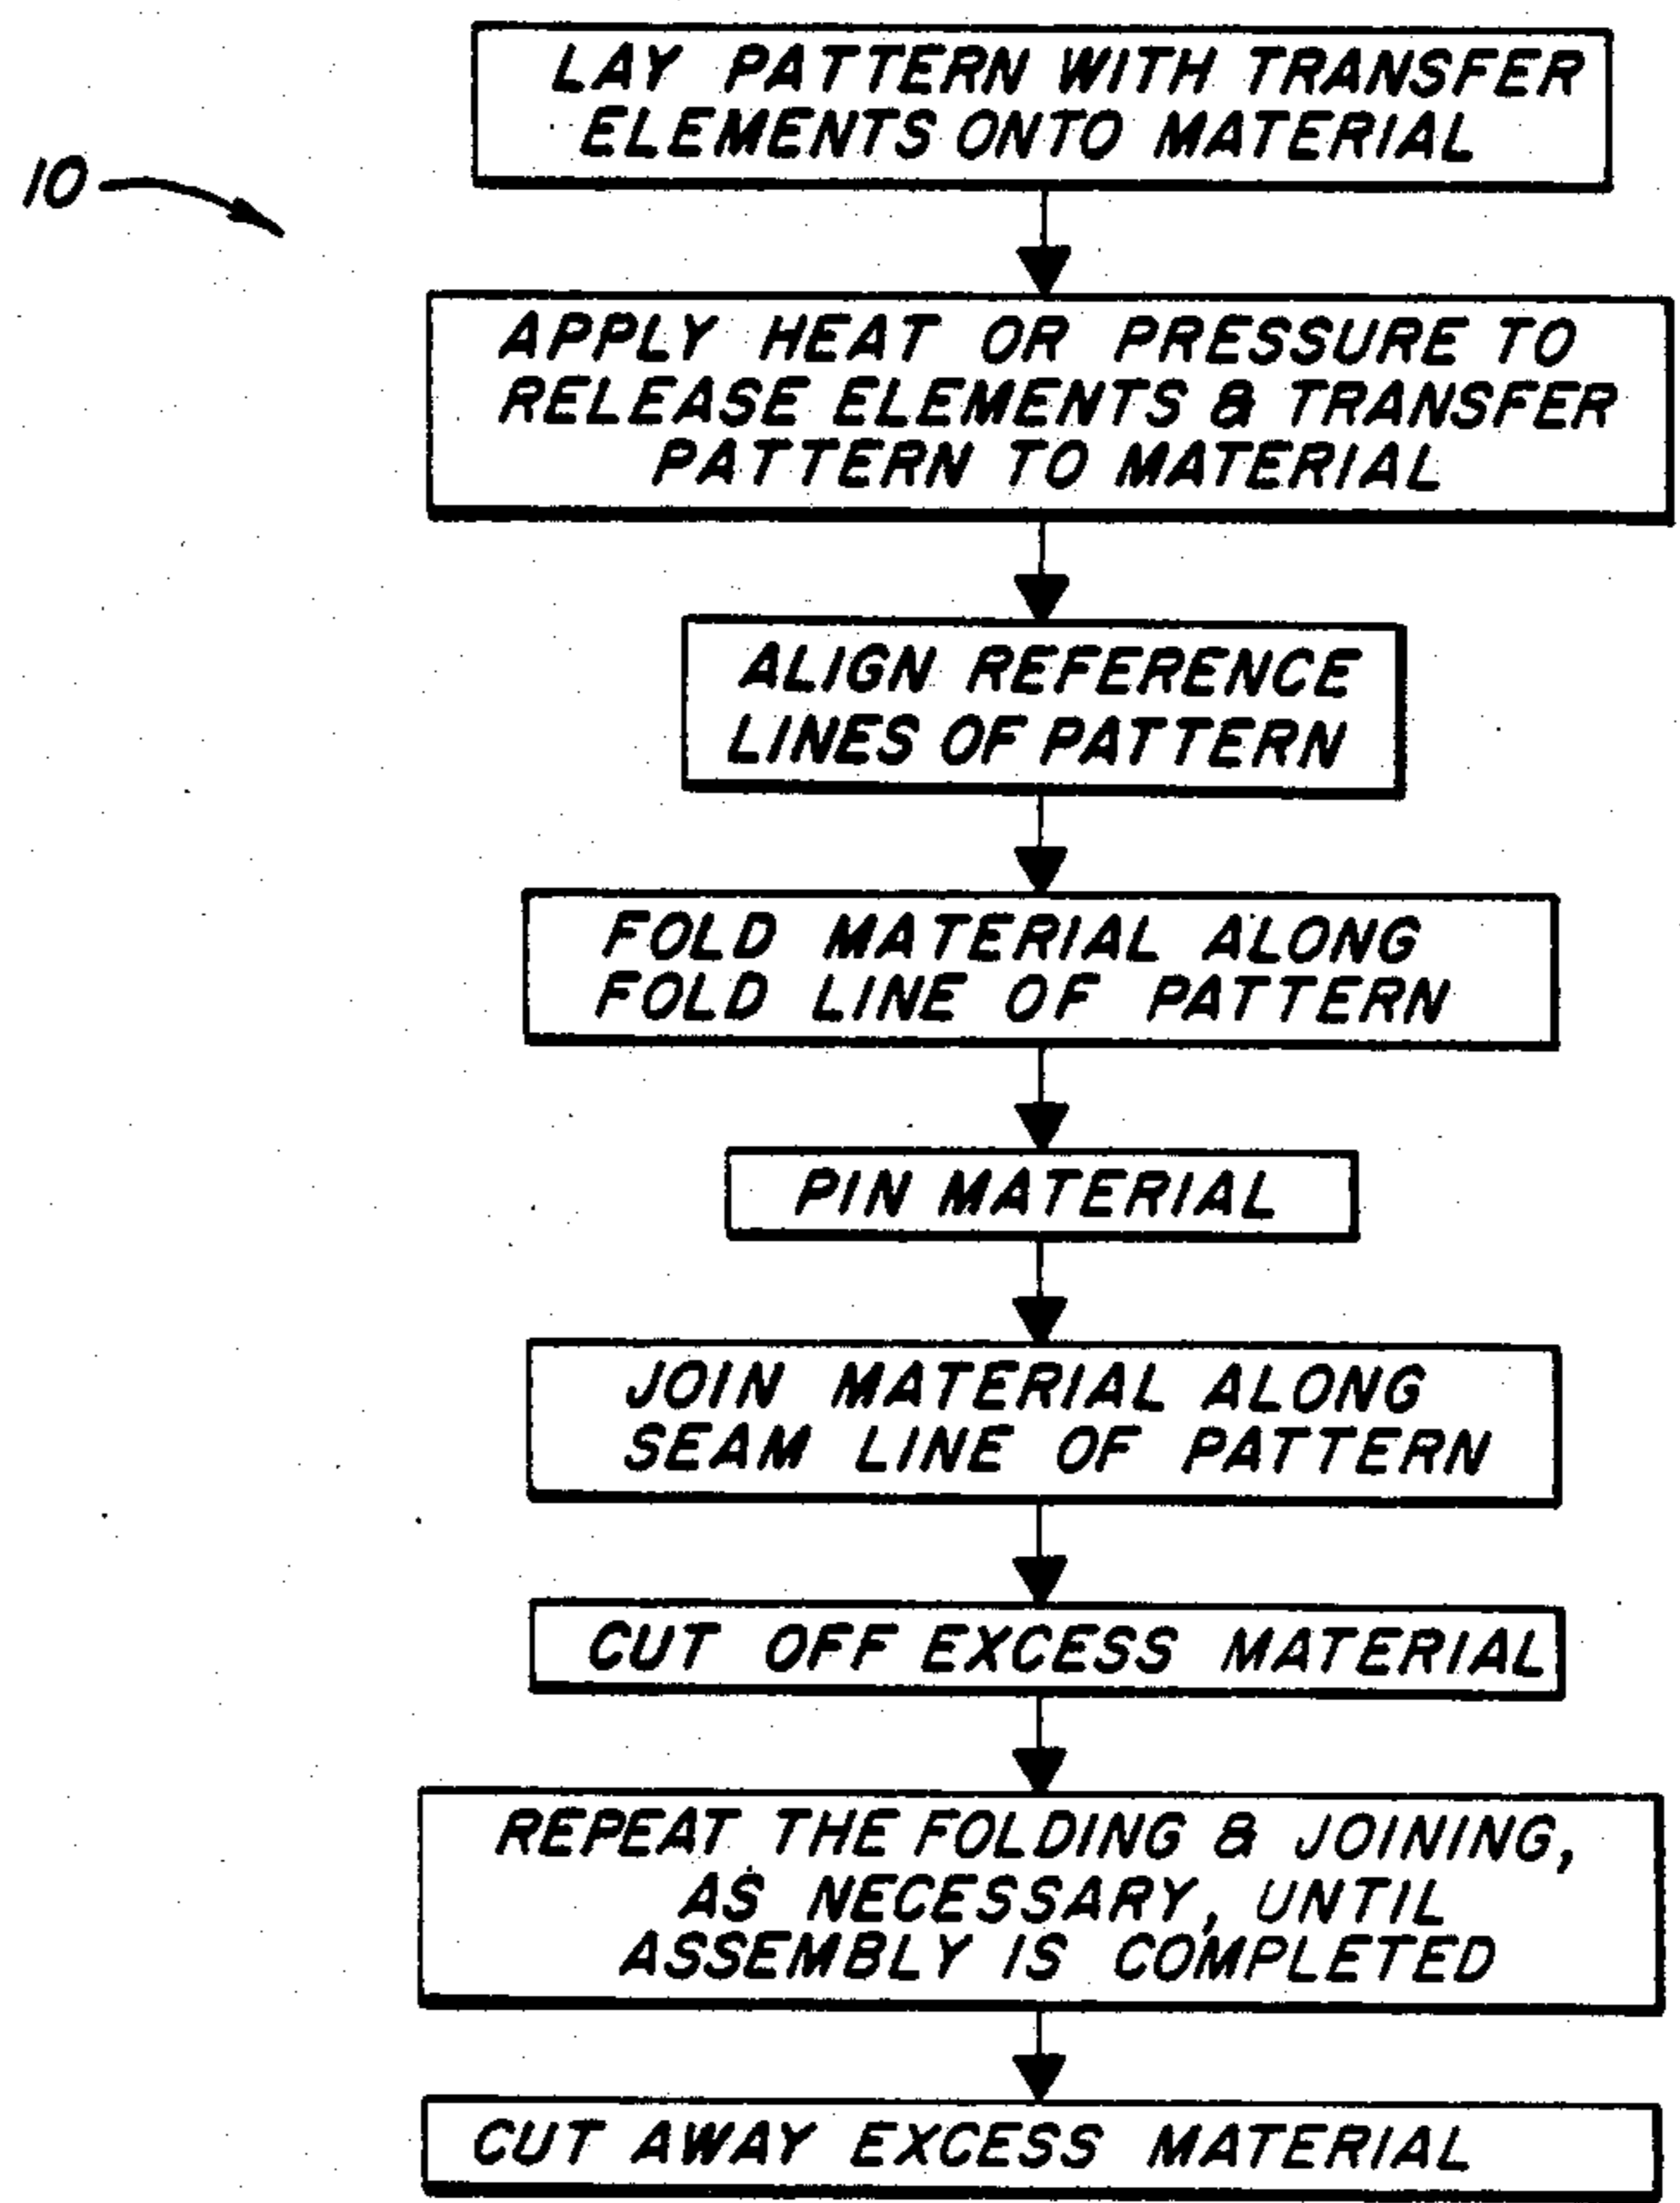 LAY PATTERN WITH TRANSFER
ELEMENTS ONTO MATERIAL
10
APPLY HEAT OR PRESSURE TO
RELEASE ELEMENTS & TRANSFER
PATTERN TO MATERIAL
ALIGN REFERENCE
LINES OF PATTERN
FOLD MATERIAL ALONG
FOLD LINE OF PATTERN
PIN MATERIAL
JOIN MATERIAL ALONG
SEAM LINE OF PATTERN
CUT OFF EXCESS MATERIAL
REPEAT THE FOLDING & JOINING,
AS NECESSARY, UNTIL
ASSEMBLY IS COMPLETED
CUT AWAY EXCESS MATERIAL